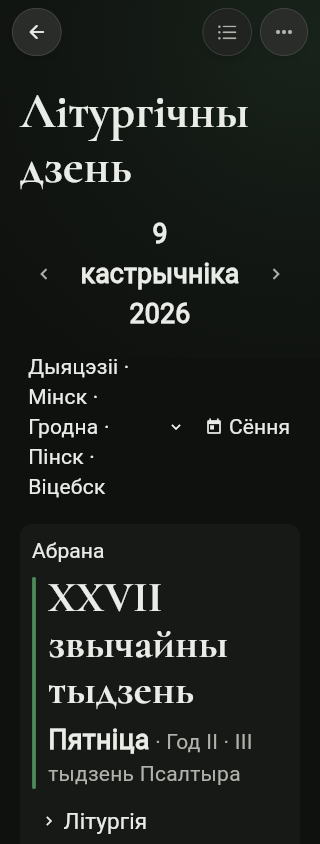 Літургічны
дзень
9
кастрычніка
2026
Дыяцэзіі ·
Мінск ·
Гродна ·
Пінск ·
Віцебск
Сёння
Абрана
XXVII
звычайны
тыдзень
Пятніца · Год II · III
тыдзень Псалтыра
Літургія